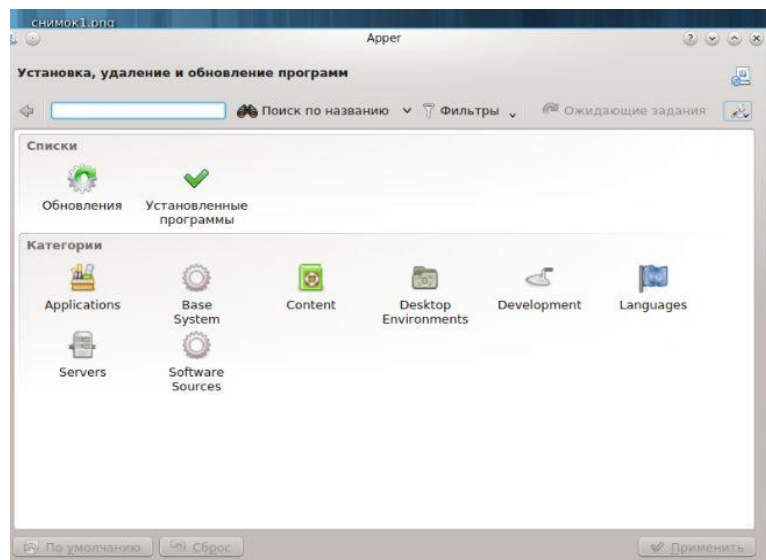 снимок1.png
Apper
Установка, удаление и обновление программ
Поиск по названию Фильтры Ожидающие задания
Списки
Обновления Установленные
программы
Категории
Applications Base Content Desktop Development Languages
System Environments
Servers Software
Sources
По умолчанию Сброс Применить